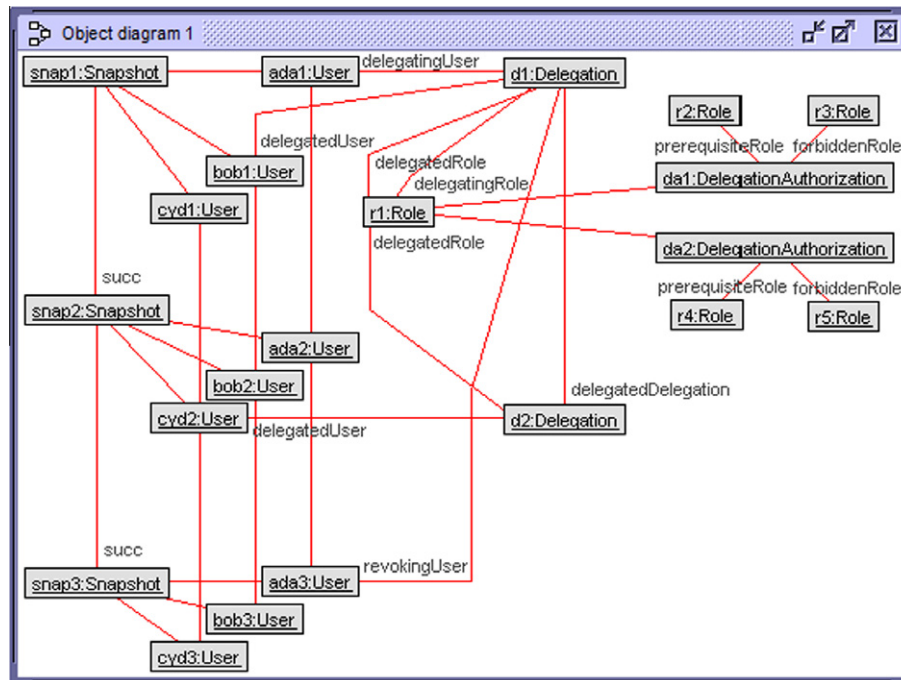 Object diagram 1
snap1:Snapshot
ada1:User
delegatingUser
d1:Delegation
r2:Role
r3:Role
delegatedUser
prerequisiteRole
forbiddenRole
bob1:User
delegatedRole
delegatingRole
da1:DelegationAuthorization
cyd1:User
r1:Role
delegatedRole
da2:DelegationAuthorization
succ
prerequisiteRole
forbiddenRole
snap2:Snapshot
r4:Role
r5:Role
ada2:User
bob2:User
delegatedDelegation
cyd2:User
delegatedUser
d2:Delegation
succ
revokingUser
snap3:Snapshot
ada3:User
bob3:User
cyd3:User